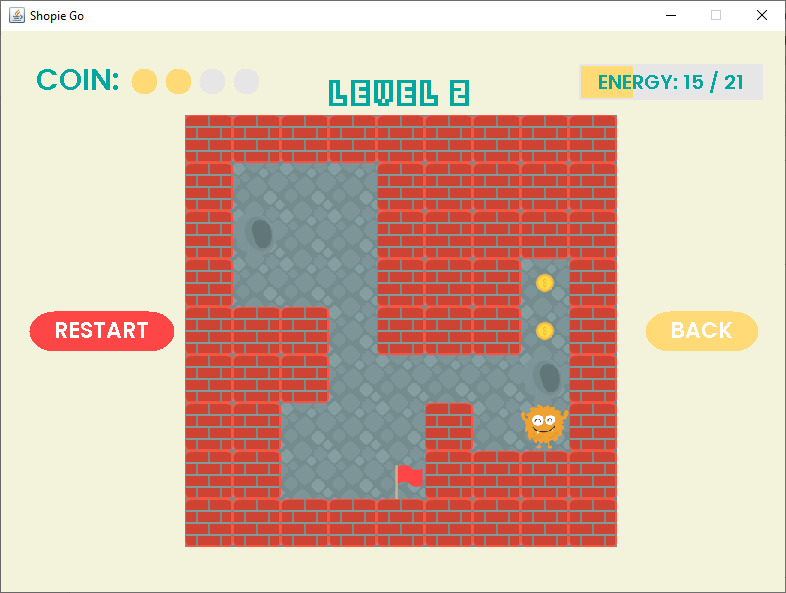 Shopie Go
COIN:
LEVEL 2
ENERGY: 15 / 21
RESTART
BACK